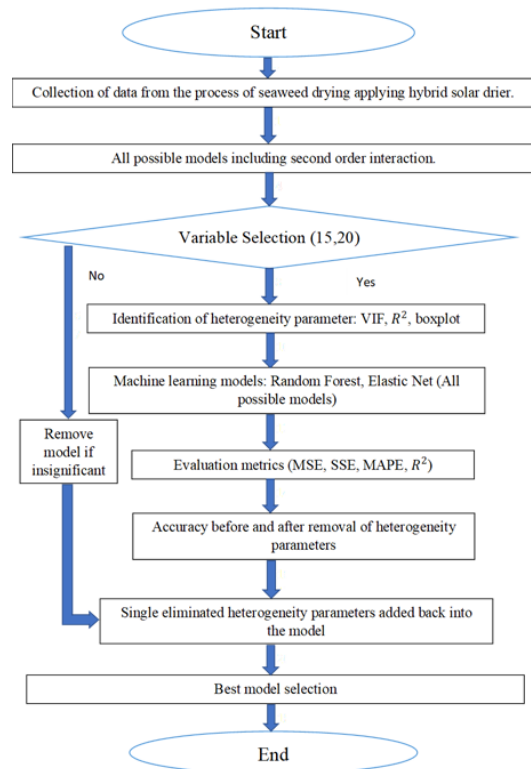 Start
Collection of data from the process of seaweed drying applying hybrid solar drier.
All possible models including second order interaction.
Variable Selection (15,20)
No
Yes
Identification of heterogeneity parameter: VIF, R², boxplot
Machine learning models: Random Forest, Elastic Net (All
possible models)
Remove
model if
insignificant
Evaluation metrics (MSE, SSE, MAPE, R²)
Accuracy before and after removal of heterogeneity
parameters
Single eliminated heterogeneity parameters added back into
the model
Best model selection
End